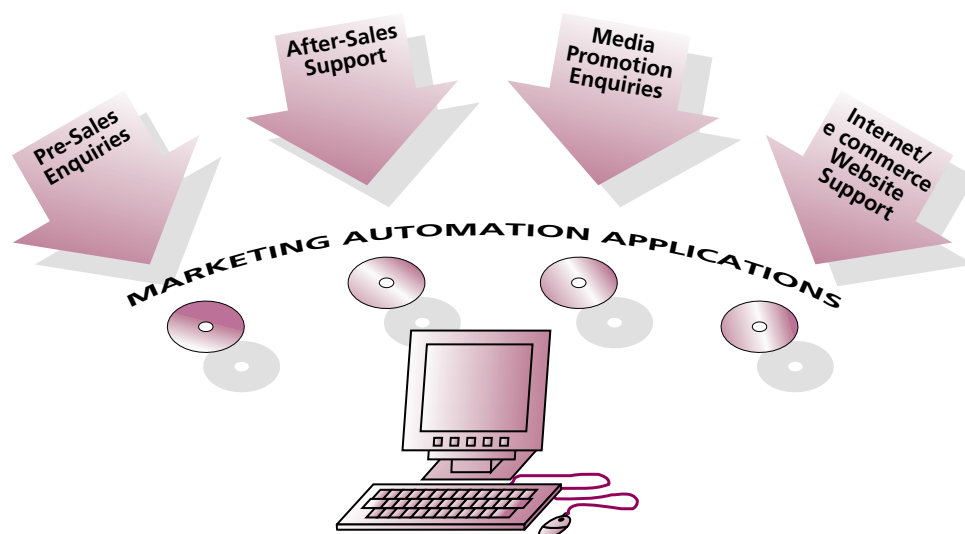 Pre-Sales
Enquiries
After-Sales
Support
Media
Promotion
Enquiries
Internet/
e commerce
Website
Support
MARKETING AUTOMATION APPLICATIONS